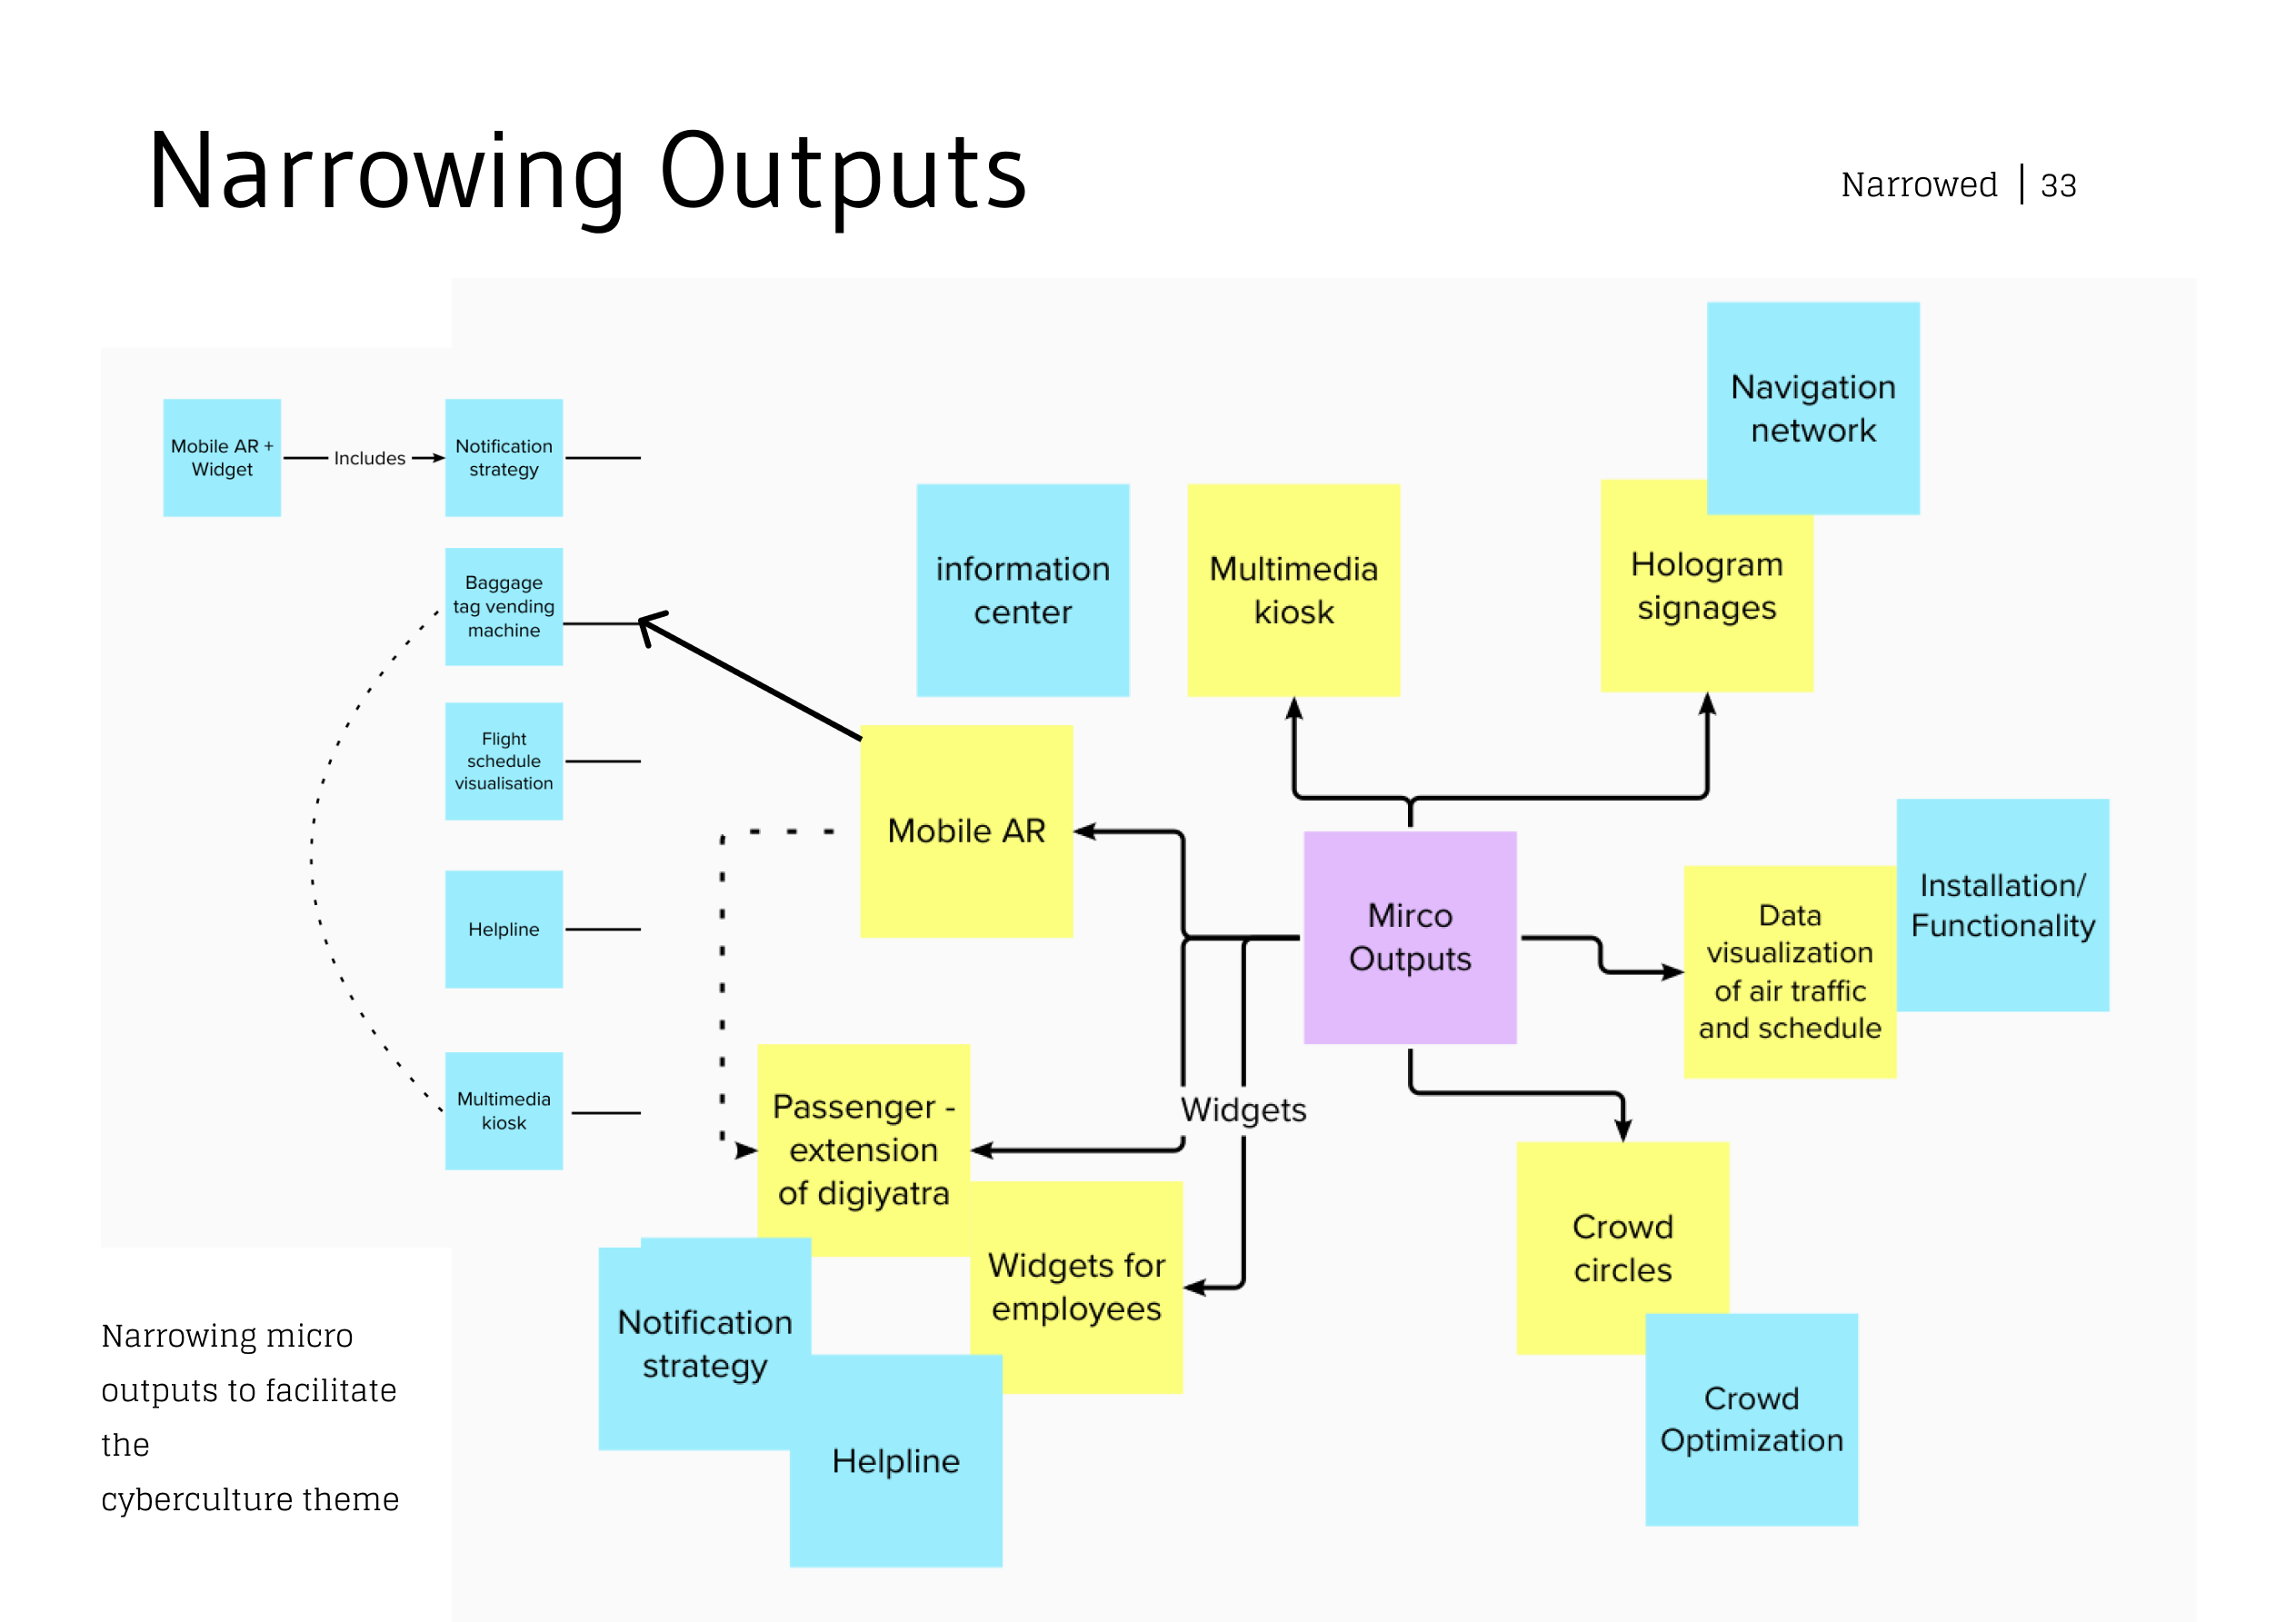 Narrowing Outputs
Narrowed | 33
Navigation
network
Mobile AR +
Widget
Includes
Notification
strategy
information
center
Multimedia
kiosk
Hologram
signages
Baggage
tag vending
machine
Flight
schedule
visualisation
Mobile AR
Mirco
Outputs
Data
visualization
of air traffic
and schedule
Installation/
Functionality
Helpline
Multimedia
kiosk
Passenger -
extension
of digiyatra
Widgets
Widgets for
employees
Crowd
circles
Notification
strategy
Helpline
Crowd
Optimization
Narrowing micro
outputs to facilitate
the
cyberculture theme